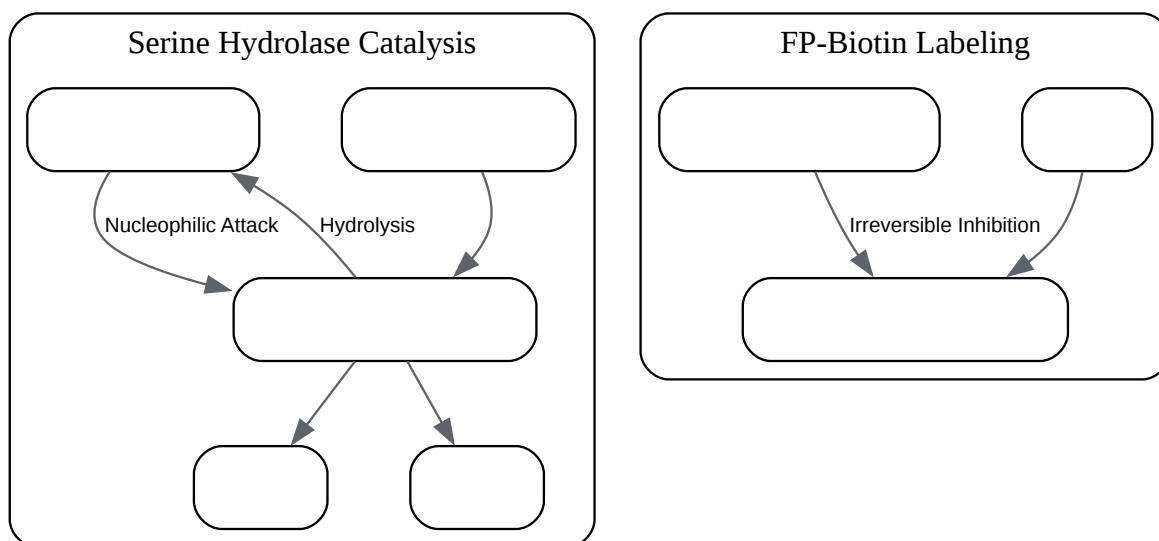 Serine Hydrolase Catalysis
FP-Biotin Labeling
Nucleophilic Attack
Hydrolysis
Irreversible Inhibition